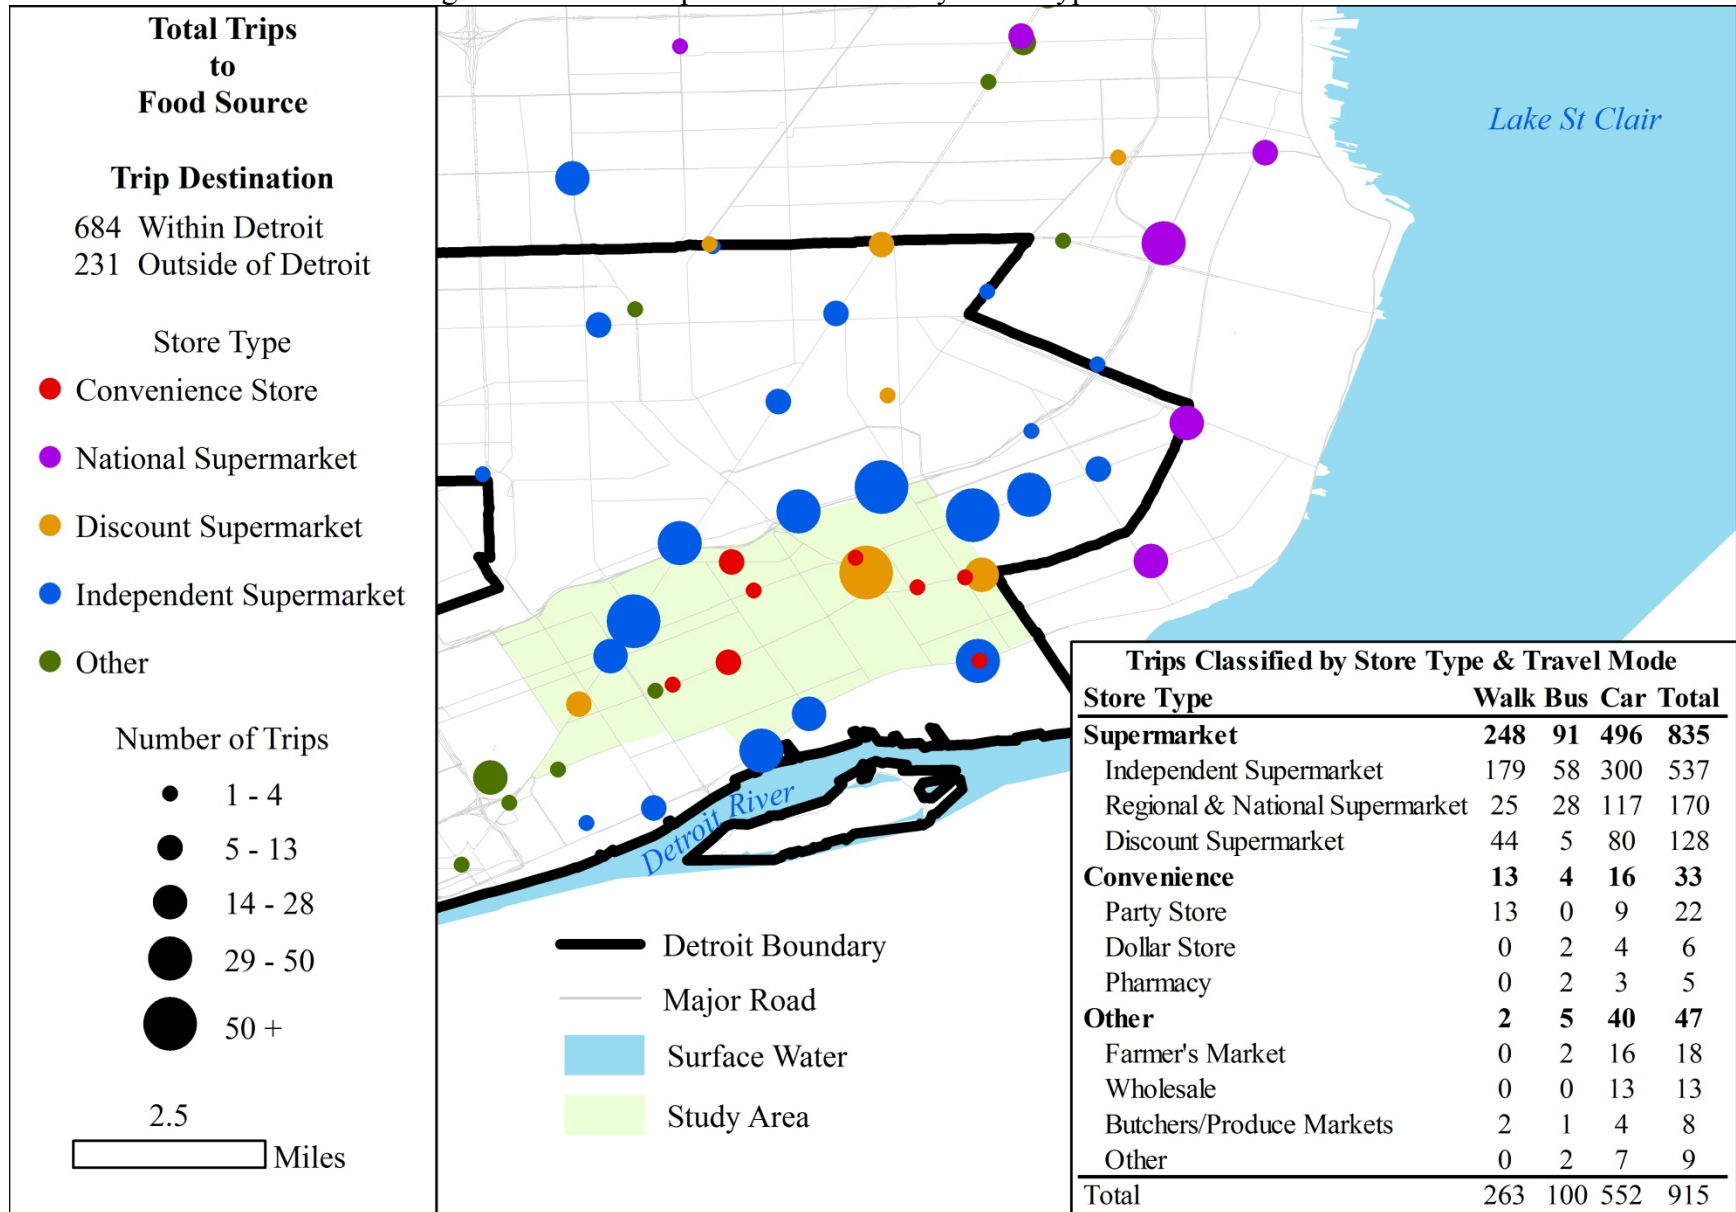 Total Trips
to
Food Source
Trip Destination
684 Within Detroit
231 Outside of Detroit
Store Type
Convenience Store
National Supermarket
Discount Supermarket
Independent Supermarket
Other
Number of Trips
1 - 4
5 - 13
14 - 28
29 - 50
50 +
2.5
Miles
Lake St Clair
Detroit River
Detroit Boundary
Major Road
Surface Water
Study Area
Trips Classified by Store Type & Travel Mode
Store Type Walk Bus Car Total
Supermarket 248 91 496 835
Independent Supermarket 179 58 300 537
Regional & National Supermarket 25 28 117 170
Discount Supermarket 44 5 80 128
Convenience 13 4 16 33
Party Store 13 0 9 22
Dollar Store 0 2 4 6
Pharmacy 0 2 3 5
Other 2 5 40 47
Farmer's Market 0 2 16 18
Wholesale 0 0 13 13
Butchers/Produce Markets 2 1 4 8
Other 0 2 7 9
Total 263 100 552 915